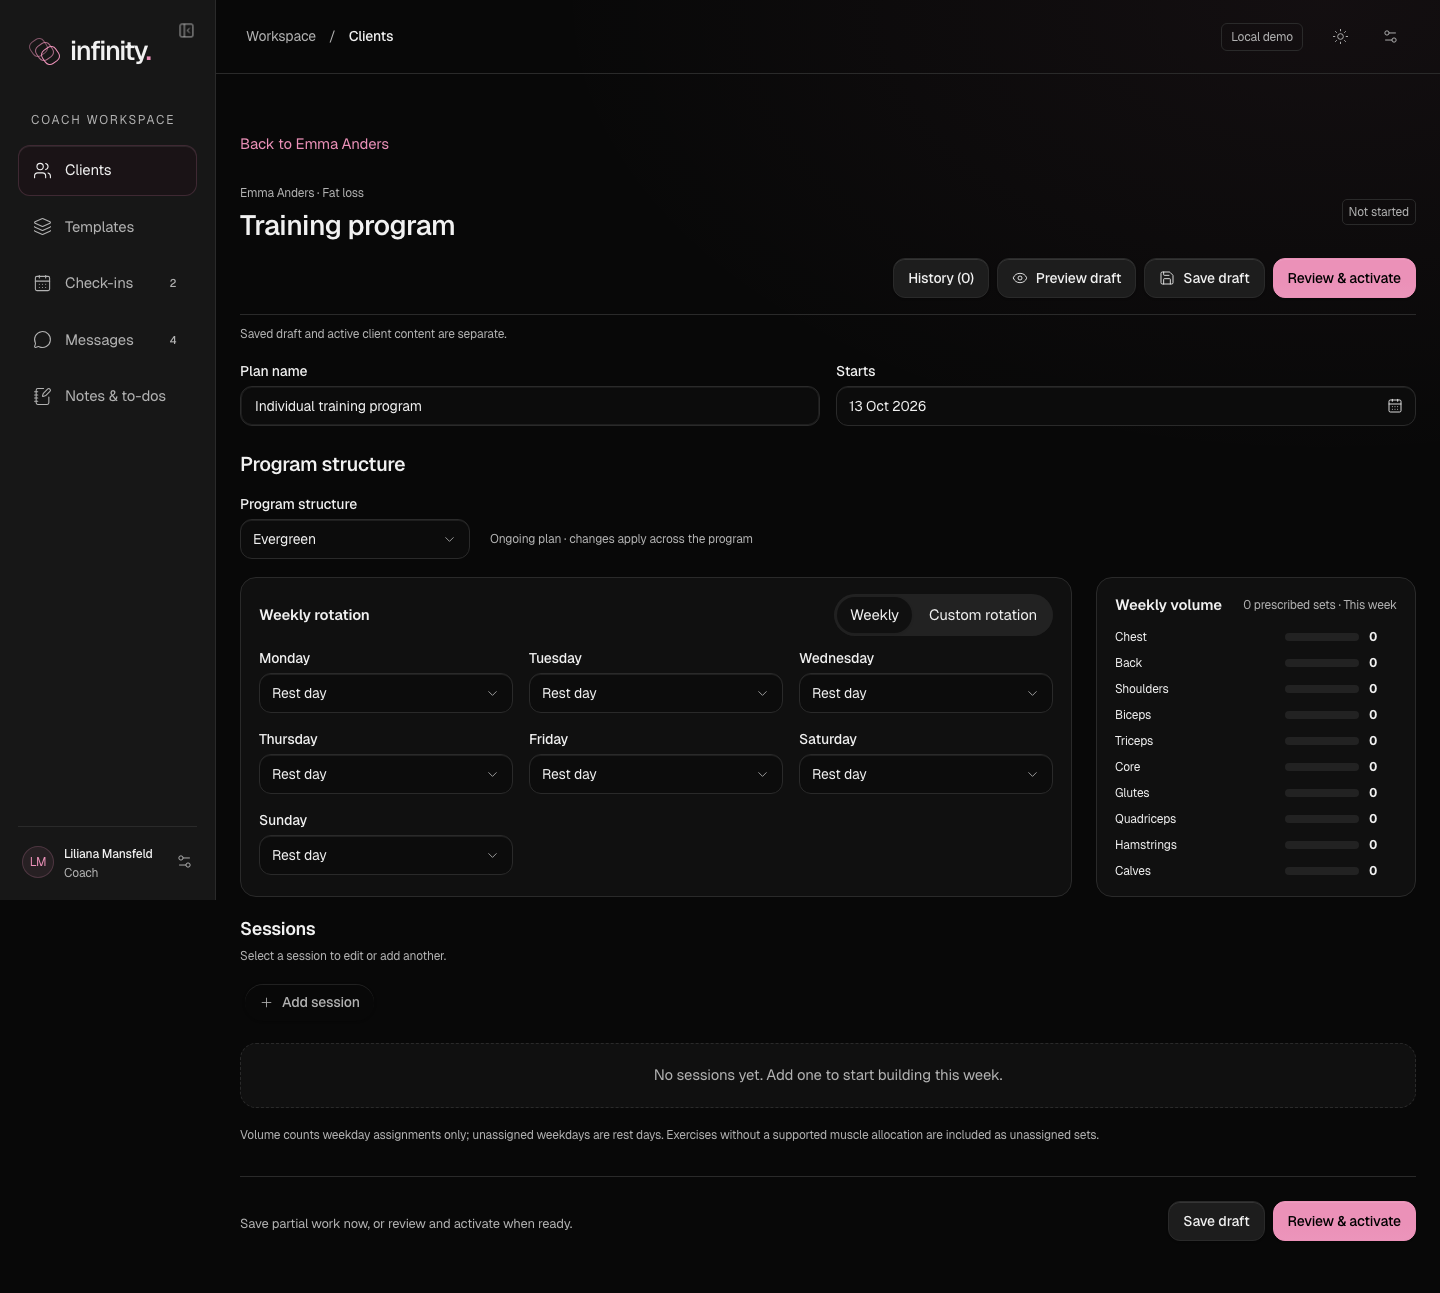 infinity.
COACH WORKSPACE
Clients
Templates
Check-ins 2
Messages 4
Notes & to-dos
LM
Liliana Mansfeld
Coach
Workspace / Clients
Local demo
Back to Emma Anders
Emma Anders · Fat loss
Training program
Not started
History (0)
Preview draft
Save draft
Review & activate
Saved draft and active client content are separate.
Plan name
Individual training program
Starts
13 Oct 2026
Program structure
Program structure
Evergreen
Ongoing plan · changes apply across the program
Weekly rotation
Weekly
Custom rotation
Monday
Rest day
Tuesday
Rest day
Wednesday
Rest day
Thursday
Rest day
Friday
Rest day
Saturday
Rest day
Sunday
Rest day
Weekly volume
0 prescribed sets · This week
Chest 0
Back 0
Shoulders 0
Biceps 0
Triceps 0
Core 0
Glutes 0
Quadriceps 0
Hamstrings 0
Calves 0
Sessions
Select a session to edit or add another.
Add session
No sessions yet. Add one to start building this week.
Volume counts weekday assignments only; unassigned weekdays are rest days. Exercises without a supported muscle allocation are included as unassigned sets.
Save partial work now, or review and activate when ready.
Save draft
Review & activate